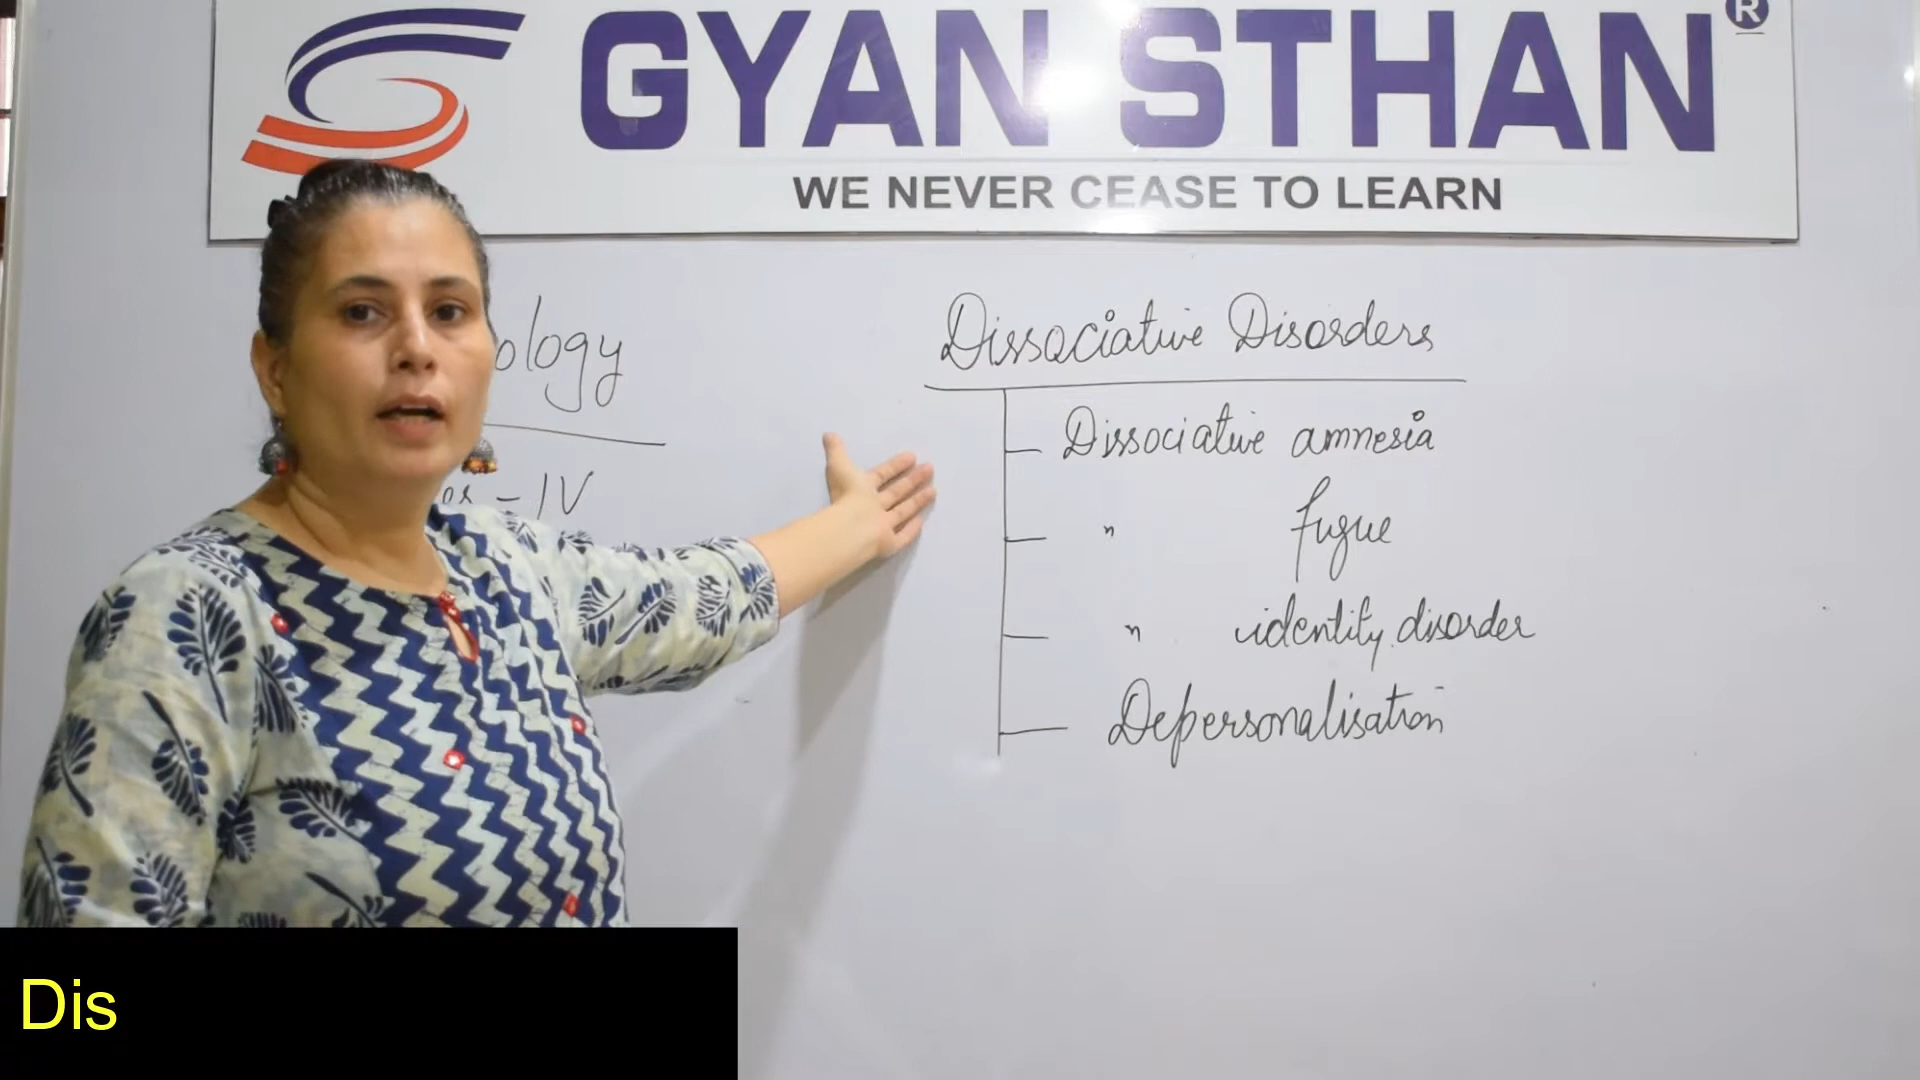 GYAN STHAN®
WE NEVER CEASE TO LEARN
ology
- IV
Dissociative Disorders
Dissociative amnesia
" fugue
" identity disorder
Depersonalisation
Dis